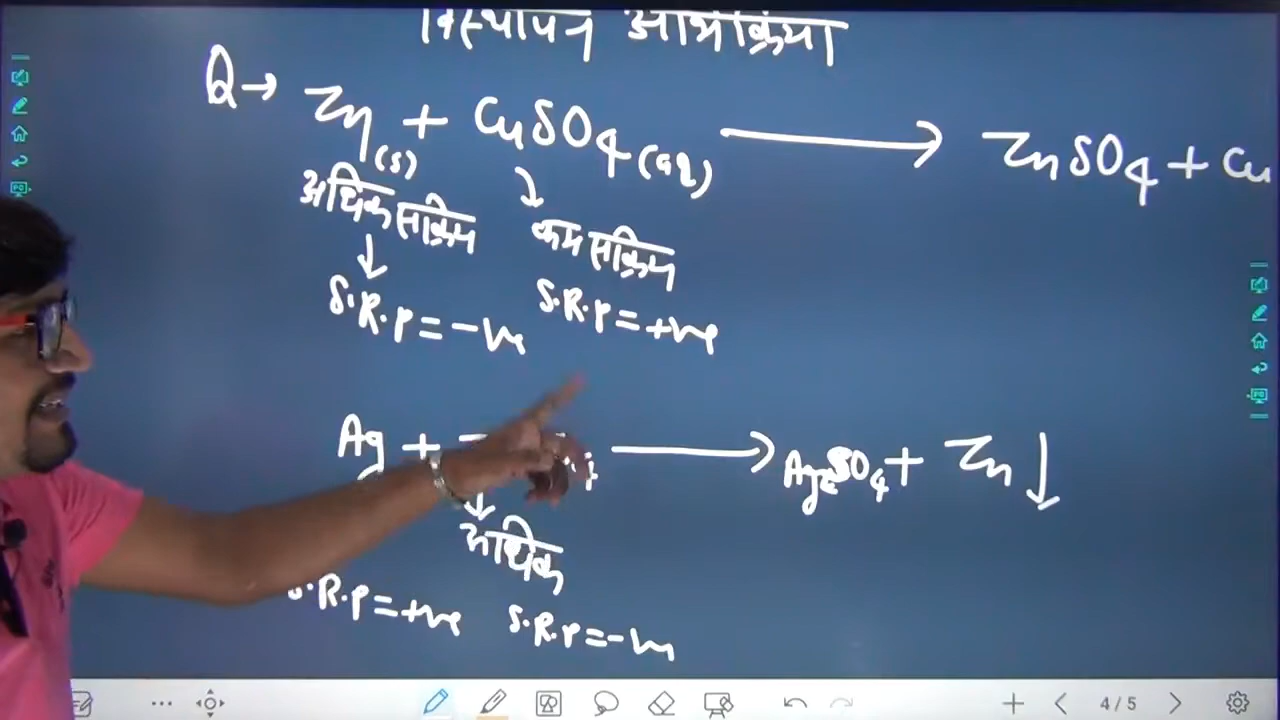 विस्थापन अभिक्रिया
Q → Zn(s) + CuSO4(aq) ⟶ ZnSO4 + Cu
अधिक सक्रिय ↓ कम सक्रिय
↓
S.R.P = -ve S.R.P = +ve
Ag + ⟶ Ag2SO4 + Zn ↓
↓
अधिक
S.R.P = +ve S.R.P = -ve
4 / 5